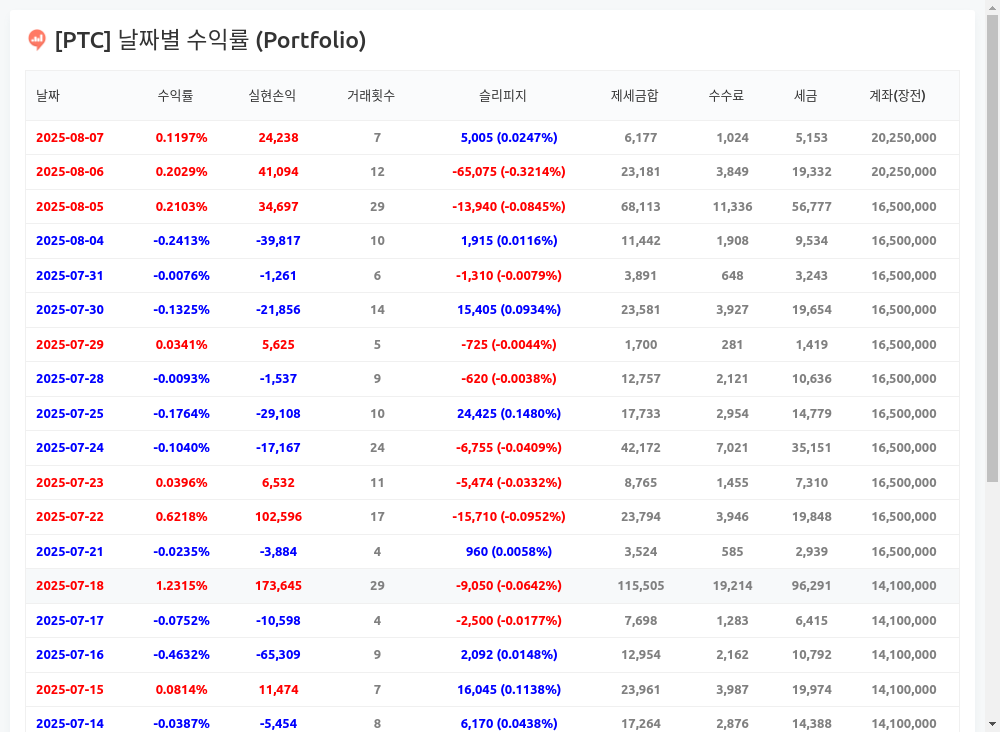 [PTC] 날짜별 수익률 (Portfolio)
날짜 수익률 실현손익 거래횟수 슬리피지 제세금합 수수료 세금 계좌(장전)
2025-08-07 0.1197% 24,238 7 5,005 (0.0247%) 6,177 1,024 5,153 20,250,000
2025-08-06 0.2029% 41,094 12 -65,075 (-0.3214%) 23,181 3,849 19,332 20,250,000
2025-08-05 0.2103% 34,697 29 -13,940 (-0.0845%) 68,113 11,336 56,777 16,500,000
2025-08-04 -0.2413% -39,817 10 1,915 (0.0116%) 11,442 1,908 9,534 16,500,000
2025-07-31 -0.0076% -1,261 6 -1,310 (-0.0079%) 3,891 648 3,243 16,500,000
2025-07-30 -0.1325% -21,856 14 15,405 (0.0934%) 23,581 3,927 19,654 16,500,000
2025-07-29 0.0341% 5,625 5 -725 (-0.0044%) 1,700 281 1,419 16,500,000
2025-07-28 -0.0093% -1,537 9 -620 (-0.0038%) 12,757 2,121 10,636 16,500,000
2025-07-25 -0.1764% -29,108 10 24,425 (0.1480%) 17,733 2,954 14,779 16,500,000
2025-07-24 -0.1040% -17,167 24 -6,755 (-0.0409%) 42,172 7,021 35,151 16,500,000
2025-07-23 0.0396% 6,532 11 -5,474 (-0.0332%) 8,765 1,455 7,310 16,500,000
2025-07-22 0.6218% 102,596 17 -15,710 (-0.0952%) 23,794 3,946 19,848 16,500,000
2025-07-21 -0.0235% -3,884 4 960 (0.0058%) 3,524 585 2,939 16,500,000
2025-07-18 1.2315% 173,645 29 -9,050 (-0.0642%) 115,505 19,214 96,291 14,100,000
2025-07-17 -0.0752% -10,598 4 -2,500 (-0.0177%) 7,698 1,283 6,415 14,100,000
2025-07-16 -0.4632% -65,309 9 2,092 (0.0148%) 12,954 2,162 10,792 14,100,000
2025-07-15 0.0814% 11,474 7 16,045 (0.1138%) 23,961 3,987 19,974 14,100,000
2025-07-14 -0.0387% -5,454 8 6,170 (0.0438%) 17,264 2,876 14,388 14,100,000